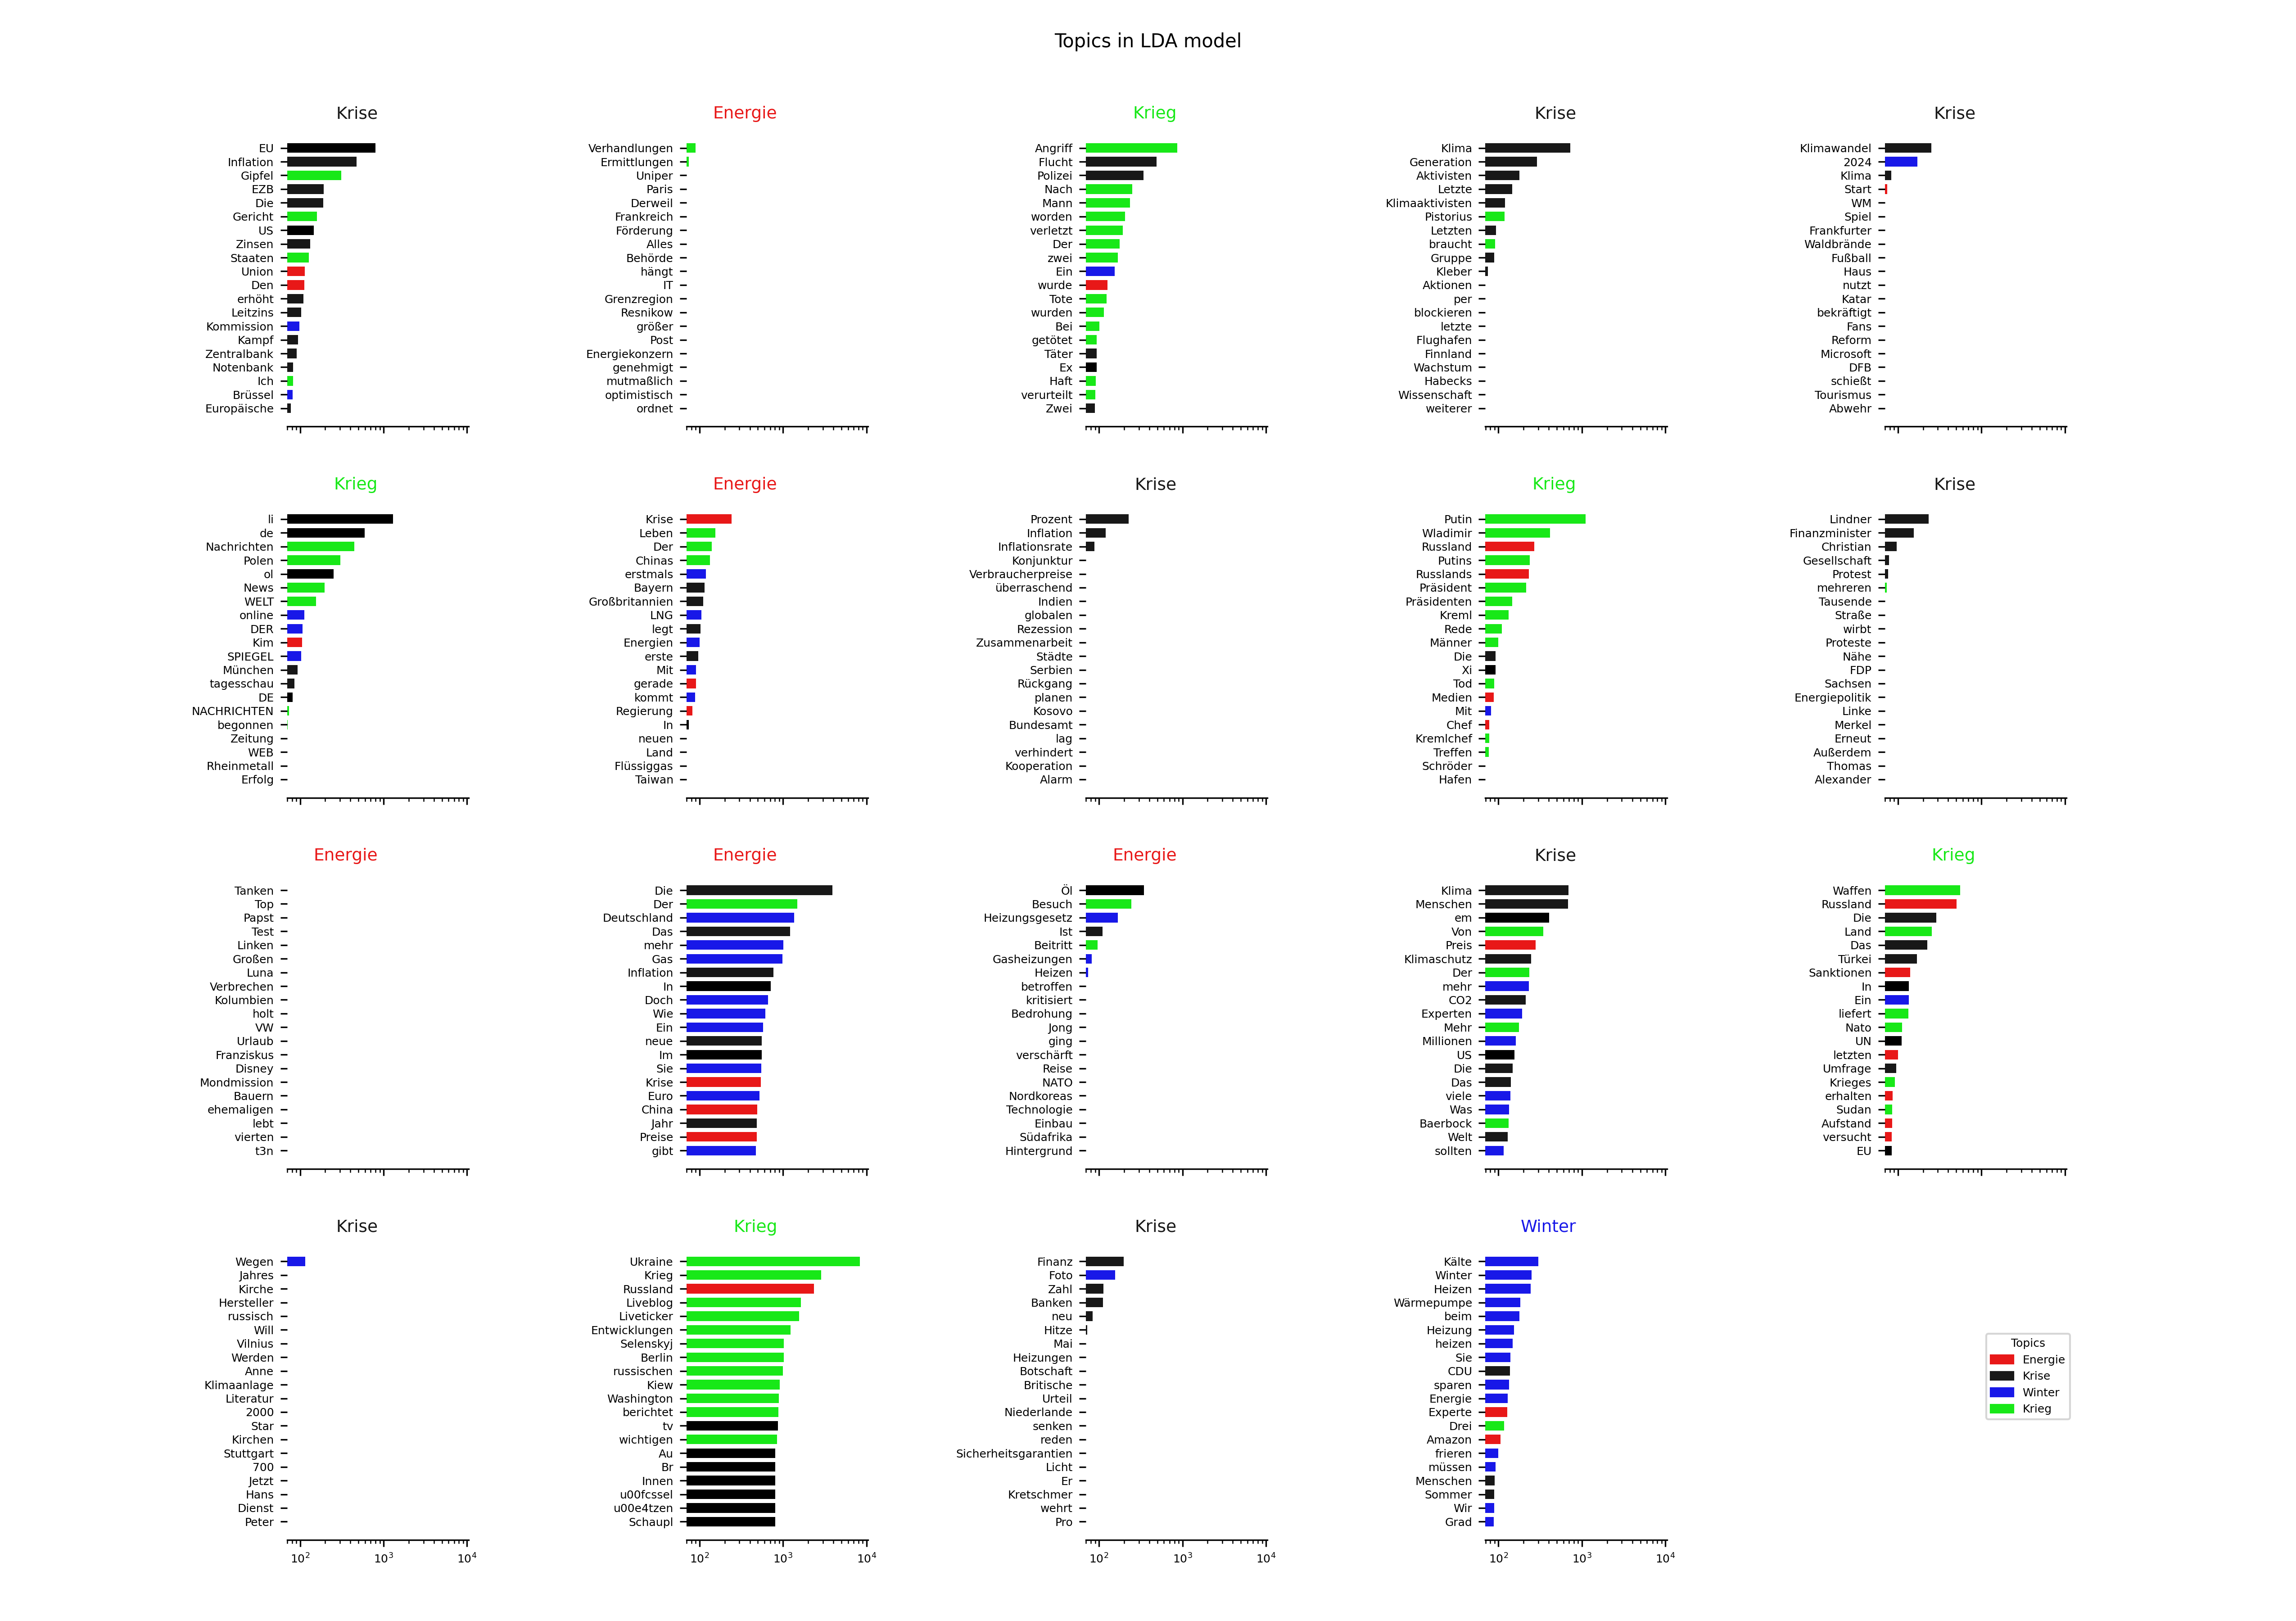 Topics in LDA model
Krise
EU
Inflation
Gipfel
EZB
Die
Gericht
US
Zinsen
Staaten
Union
Den
erhöht
Leitzins
Kommission
Kampf
Zentralbank
Notenbank
Ich
Brüssel
Europäische
Energie
Verhandlungen
Ermittlungen
Uniper
Paris
Derweil
Frankreich
Förderung
Alles
Behörde
hängt
IT
Grenzregion
Resnikow
größer
Post
Energiekonzern
genehmigt
mutmaßlich
optimistisch
ordnet
Krieg
Angriff
Flucht
Polizei
Nach
Mann
worden
verletzt
Der
zwei
Ein
wurde
Tote
wurden
Bei
getötet
Täter
Ex
Haft
verurteilt
Zwei
Krise
Klima
Generation
Aktivisten
Letzte
Klimaaktivisten
Pistorius
Letzten
braucht
Gruppe
Kleber
Aktionen
per
blockieren
letzte
Flughafen
Finnland
Wachstum
Habecks
Wissenschaft
weiterer
Krise
Klimawandel
2024
Klima
Start
WM
Spiel
Frankfurter
Waldbrände
Fußball
Haus
nutzt
Katar
bekräftigt
Fans
Reform
Microsoft
DFB
schießt
Tourismus
Abwehr
Krieg
li
de
Nachrichten
Polen
ol
News
WELT
online
DER
Kim
SPIEGEL
München
tagesschau
DE
NACHRICHTEN
begonnen
Zeitung
WEB
Rheinmetall
Erfolg
Energie
Krise
Leben
Der
Chinas
erstmals
Bayern
Großbritannien
LNG
legt
Energien
erste
Mit
gerade
kommt
Regierung
In
neuen
Land
Flüssiggas
Taiwan
Krise
Prozent
Inflation
Inflationsrate
Konjunktur
Verbraucherpreise
überraschend
Indien
globalen
Rezession
Zusammenarbeit
Städte
Serbien
Rückgang
planen
Kosovo
Bundesamt
lag
verhindert
Kooperation
Alarm
Krieg
Putin
Wladimir
Russland
Putins
Russlands
Präsident
Präsidenten
Kreml
Rede
Männer
Die
Xi
Tod
Medien
Mit
Chef
Kremlchef
Treffen
Schröder
Hafen
Krise
Lindner
Finanzminister
Christian
Gesellschaft
Protest
mehreren
Tausende
Straße
wirbt
Proteste
Nähe
FDP
Sachsen
Energiepolitik
Linke
Merkel
Erneut
Außerdem
Thomas
Alexander
Energie
Tanken
Top
Papst
Test
Linken
Großen
Luna
Verbrechen
Kolumbien
holt
VW
Urlaub
Franziskus
Disney
Mondmission
Bauern
ehemaligen
lebt
vierten
t3n
Energie
Die
Der
Deutschland
Das
mehr
Gas
Inflation
In
Doch
Wie
Ein
neue
Im
Sie
Krise
Euro
China
Jahr
Preise
gibt
Energie
Öl
Besuch
Heizungsgesetz
Ist
Beitritt
Gasheizungen
Heizen
betroffen
kritisiert
Bedrohung
Jong
ging
verschärft
Reise
NATO
Nordkoreas
Technologie
Einbau
Südafrika
Hintergrund
Krise
Klima
Menschen
em
Von
Preis
Klimaschutz
Der
mehr
CO2
Experten
Mehr
Millionen
US
Die
Das
viele
Was
Baerbock
Welt
sollten
Krieg
Waffen
Russland
Die
Land
Das
Türkei
Sanktionen
In
Ein
liefert
Nato
UN
letzten
Umfrage
Krieges
erhalten
Sudan
Aufstand
versucht
EU
Krise
Wegen
Jahres
Kirche
Hersteller
russisch
Will
Vilnius
Werden
Anne
Klimaanlage
Literatur
2000
Star
Kirchen
Stuttgart
700
Jetzt
Hans
Dienst
Peter
10² 10³ 10⁴
Krieg
Ukraine
Krieg
Russland
Liveblog
Liveticker
Entwicklungen
Selenskyj
Berlin
russischen
Kiew
Washington
berichtet
tv
wichtigen
Au
Br
Innen
u00fcssel
u00e4tzen
Schaupl
10² 10³ 10⁴
Krise
Finanz
Foto
Zahl
Banken
neu
Hitze
Mai
Heizungen
Botschaft
Britische
Urteil
Niederlande
senken
reden
Sicherheitsgarantien
Licht
Er
Kretschmer
wehrt
Pro
10² 10³ 10⁴
Winter
Kälte
Winter
Heizen
Wärmepumpe
beim
Heizung
heizen
Sie
CDU
sparen
Energie
Experte
Drei
Amazon
frieren
müssen
Menschen
Sommer
Wir
Grad
10² 10³ 10⁴
Topics
Energie
Krise
Winter
Krieg